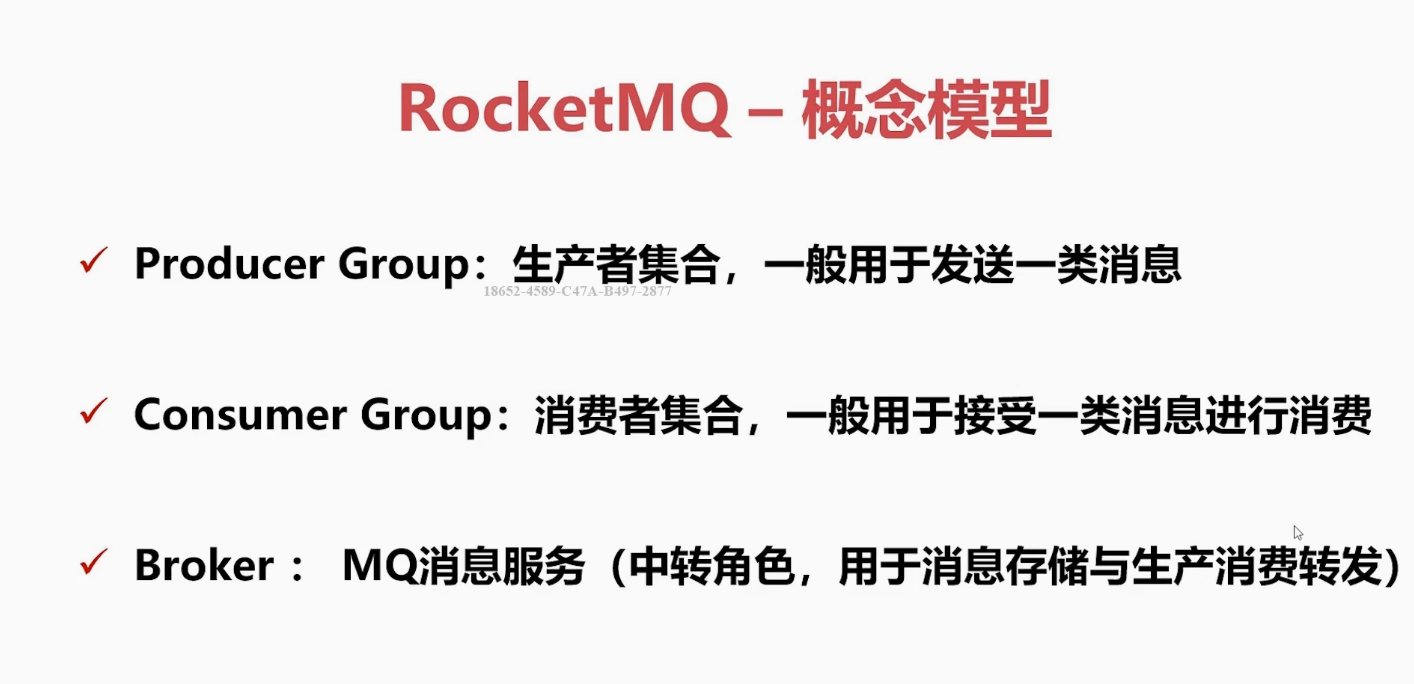 RocketMQ – 概念模型
Producer Group：生产者集合，一般用于发送一类消息
18652-4589-C47A-B497-2877
Consumer Group：消费者集合，一般用于接受一类消息进行消费
Broker： MQ消息服务（中转角色，用于消息存储与生产消费转发）